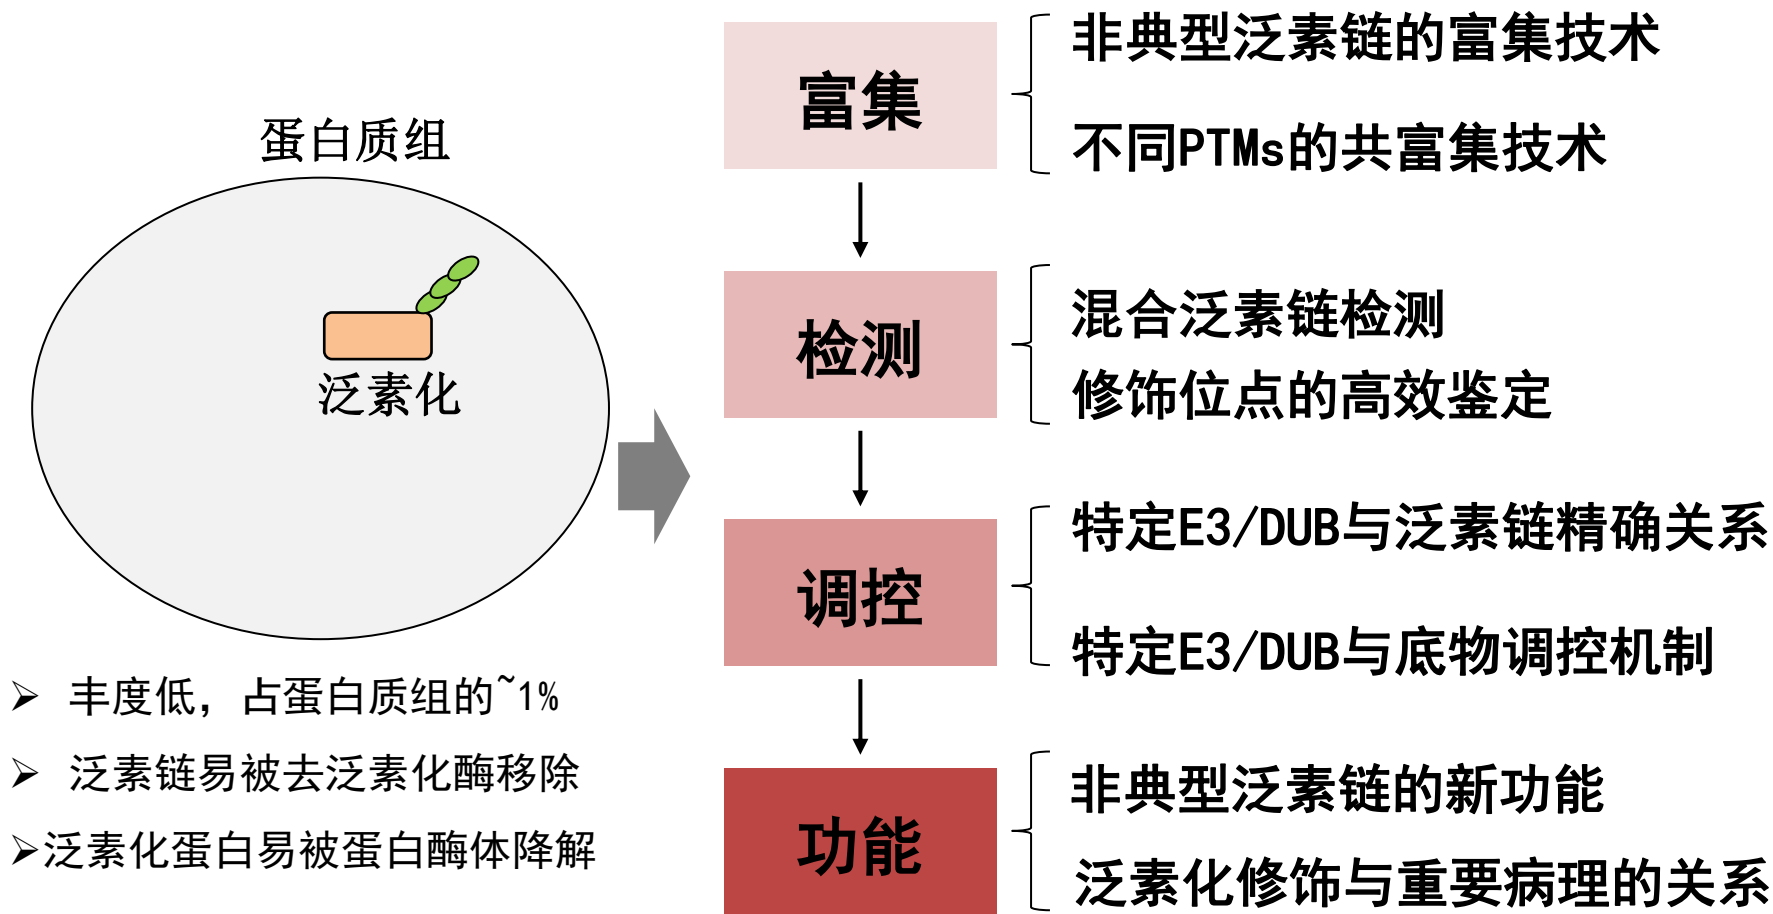 蛋白质组
泛素化
➢ 丰度低，占蛋白质组的~1%
➢ 泛素链易被去泛素化酶移除
➢泛素化蛋白易被蛋白酶体降解
富集
非典型泛素链的富集技术
不同PTMs的共富集技术
检测
混合泛素链检测
修饰位点的高效鉴定
调控
特定E3/DUB与泛素链精确关系
特定E3/DUB与底物调控机制
功能
非典型泛素链的新功能
泛素化修饰与重要病理的关系